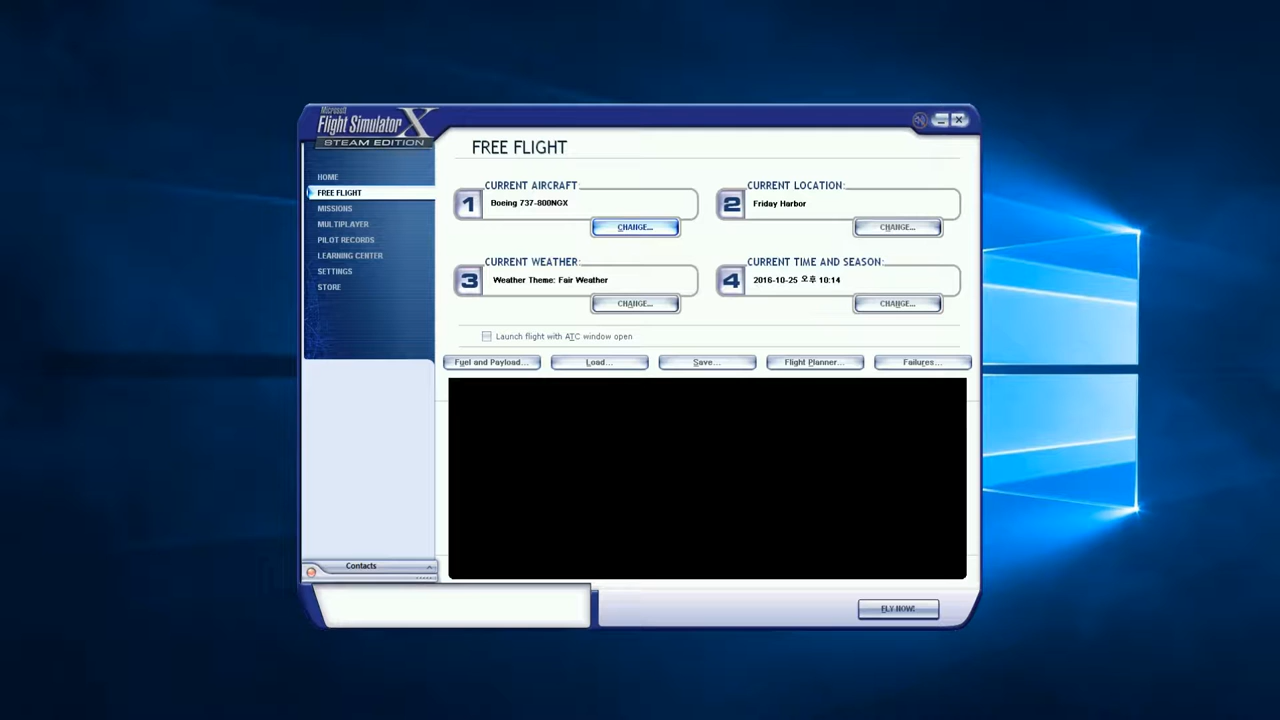 Microsoft
Flight Simulator X
STEAM EDITION
HOME
FREE FLIGHT
MISSIONS
MULTIPLAYER
PILOT RECORDS
LEARNING CENTER
SETTINGS
STORE
Contacts
FREE FLIGHT
CURRENT AIRCRAFT:
1
Boeing 737-800NGX
CHANGE...
CURRENT LOCATION:
2
Friday Harbor
CHANGE...
CURRENT WEATHER:
3
Weather Theme: Fair Weather
CHANGE...
CURRENT TIME AND SEASON:
4
2016-10-25 오후 10:14
CHANGE...
Launch flight with ATC window open
Fuel and Payload...
Load...
Save...
Flight Planner...
Failures...
FLY NOW!